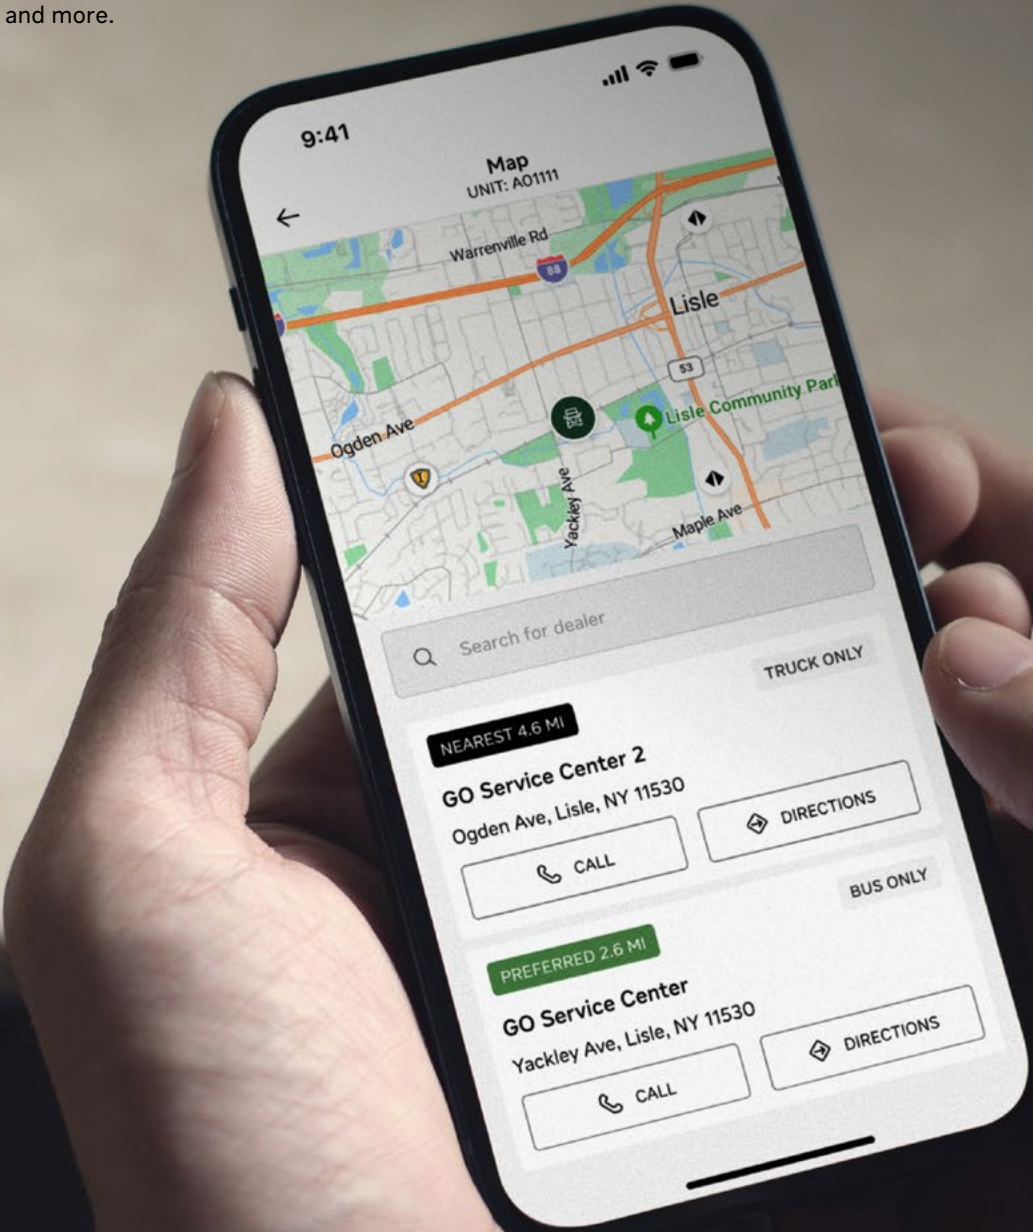 and more.
9:41
Map
UNIT: A01111
Warrenville Rd
88
Lisle
53
Lisle Community Park
Ogden Ave
Yackley Ave
Maple Ave
Search for dealer
TRUCK ONLY
NEAREST 4.6 MI
GO Service Center 2
Ogden Ave, Lisle, NY 11530
CALL
DIRECTIONS
BUS ONLY
PREFERRED 2.6 MI
GO Service Center
Yackley Ave, Lisle, NY 11530
CALL
DIRECTIONS